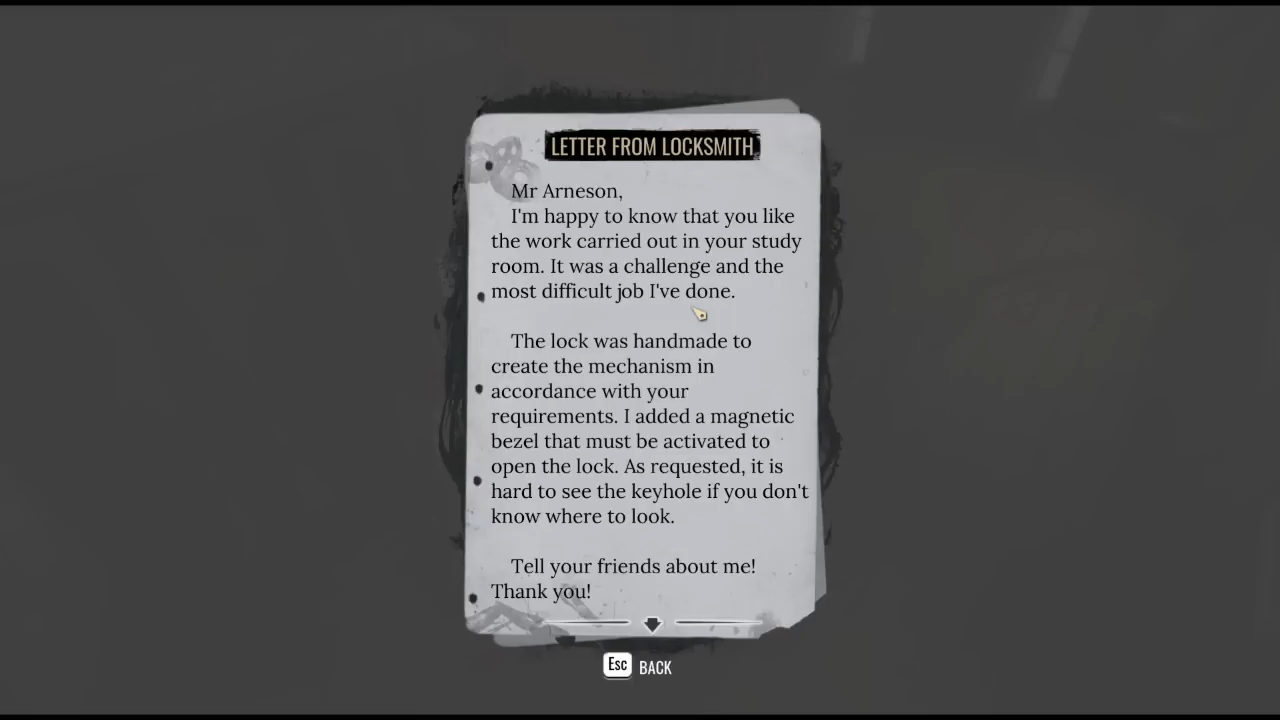 LETTER FROM LOCKSMITH
Mr Arneson,
I'm happy to know that you like
the work carried out in your study
room. It was a challenge and the
most difficult job I've done.
The lock was handmade to
create the mechanism in
accordance with your
requirements. I added a magnetic
bezel that must be activated to
open the lock. As requested, it is
hard to see the keyhole if you don't
know where to look.
Tell your friends about me!
Thank you!
Esc BACK